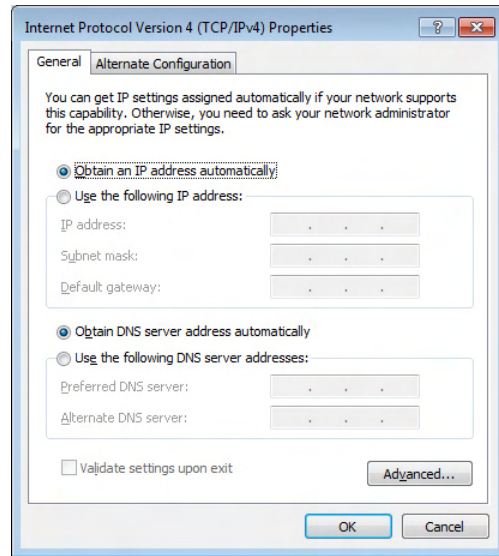 Internet Protocol Version 4 (TCP/IPv4) Properties
General
Alternate Configuration
You can get IP settings assigned automatically if your network supports
this capability. Otherwise, you need to ask your network administrator
for the appropriate IP settings.
Obtain an IP address automatically
Use the following IP address:
IP address:
Subnet mask:
Default gateway:
Obtain DNS server address automatically
Use the following DNS server addresses:
Preferred DNS server:
Alternate DNS server:
Validate settings upon exit
Advanced...
OK
Cancel